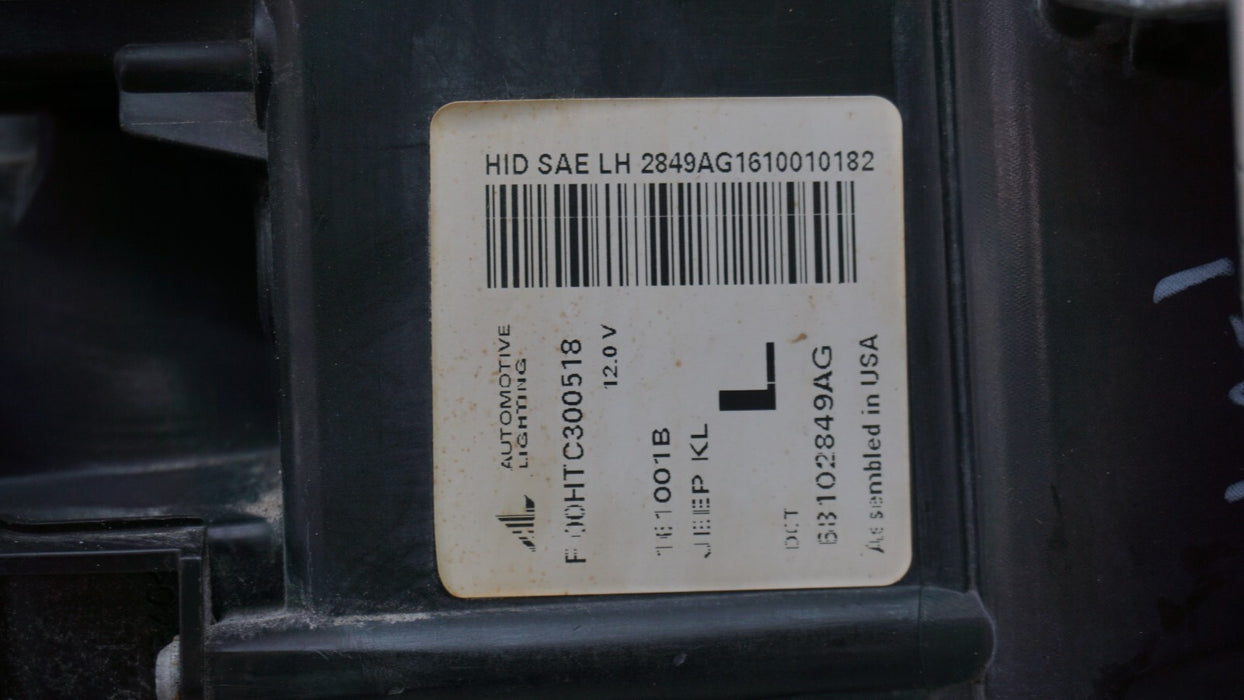 HID SAE LH 2849AG1610010182
AUTOMOTIVE
LIGHTING
F00HTC300518
12.0 V
161001B
JEEP KL
L
DOT
68102849AG
Assembled in USA